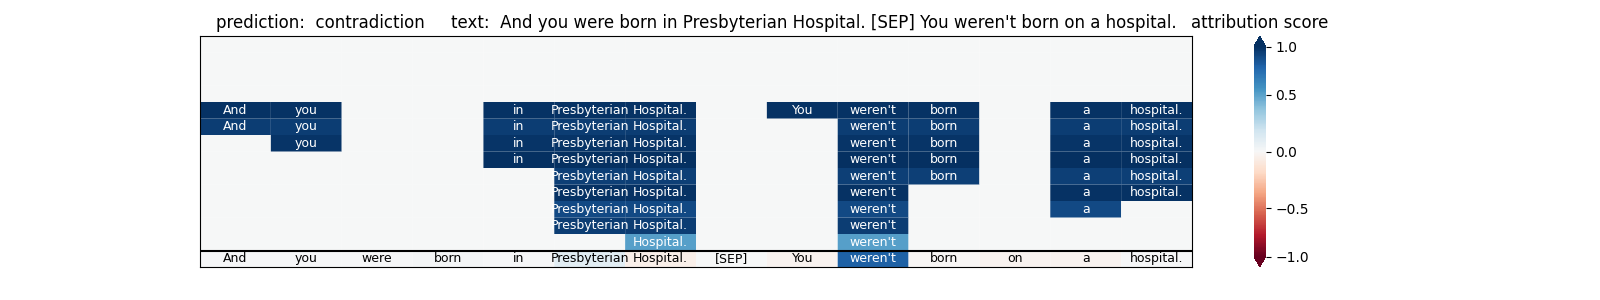 prediction:  contradiction     text:  And you were born in Presbyterian Hospital. [SEP] You weren't born on a hospital.   attribution score
1.0
And you in Presbyterian Hospital. You weren't born a hospital.
And you in Presbyterian Hospital. weren't born a hospital.
0.5
you in Presbyterian Hospital. weren't born a hospital.
in Presbyterian Hospital. weren't born a hospital.
0.0
Presbyterian Hospital. weren't born a hospital.
Presbyterian Hospital. weren't a hospital.
Presbyterian Hospital. weren't a
−0.5
Presbyterian Hospital. weren't
Hospital. weren't
And you were born in Presbyterian Hospital. [SEP] You weren't born on a hospital.
−1.0